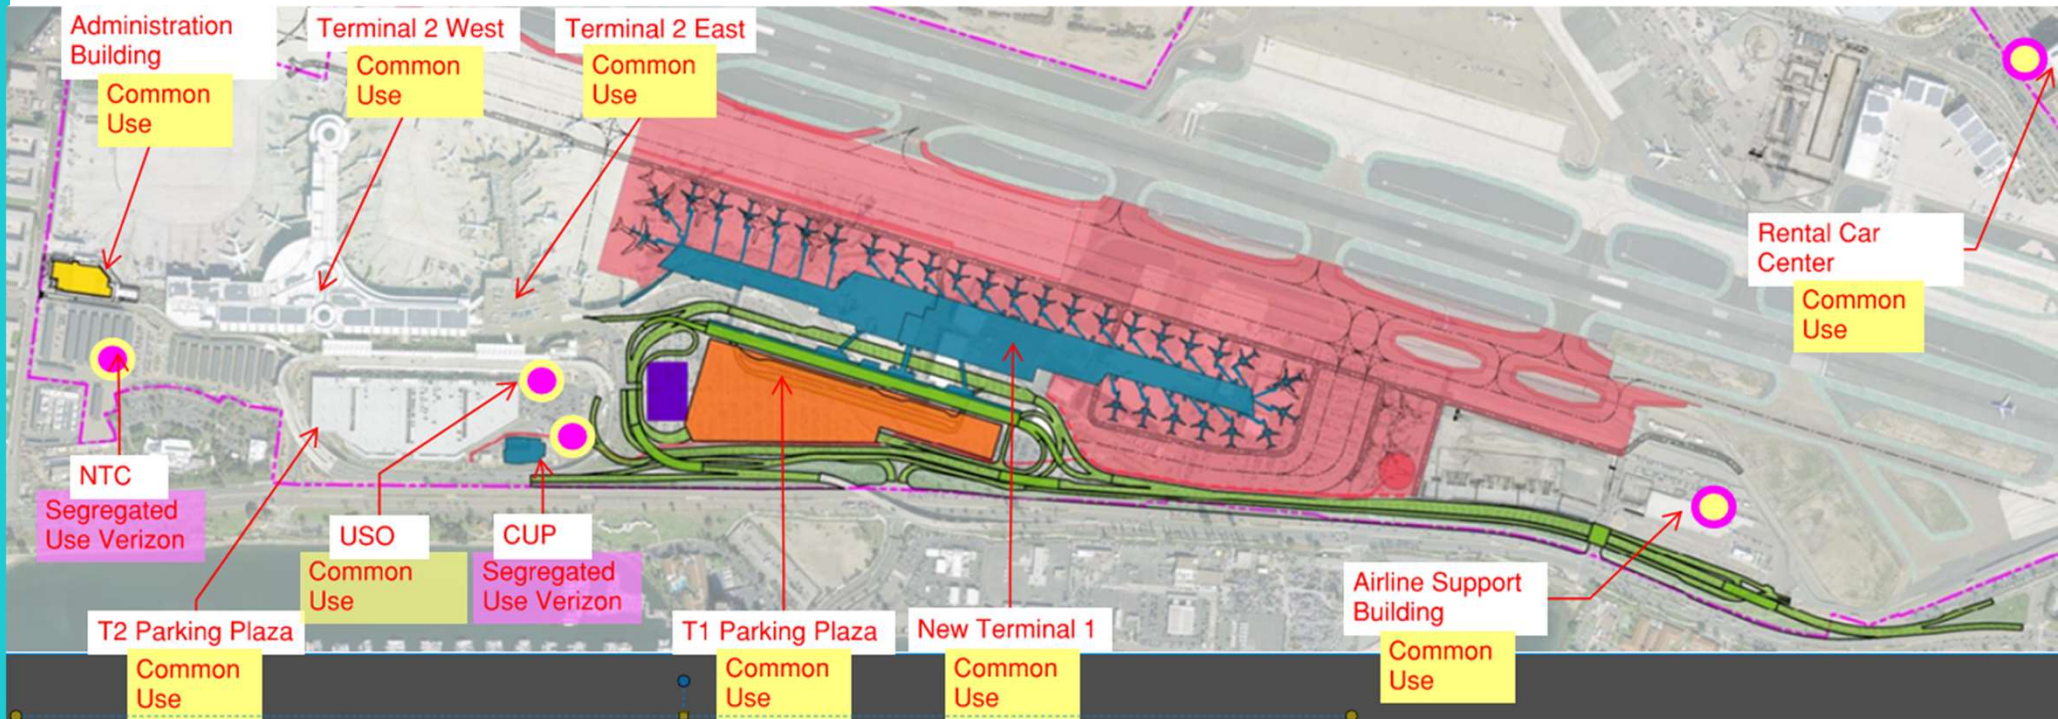 Administration
Building
Common
Use
Terminal 2 West
Common
Use
Terminal 2 East
Common
Use
Rental Car
Center
Common
Use
NTC
Segregated
Use Verizon
USO
Common
Use
CUP
Segregated
Use Verizon
T2 Parking Plaza
Common
Use
T1 Parking Plaza
Common
Use
New Terminal 1
Common
Use
Airline Support
Building
Common
Use